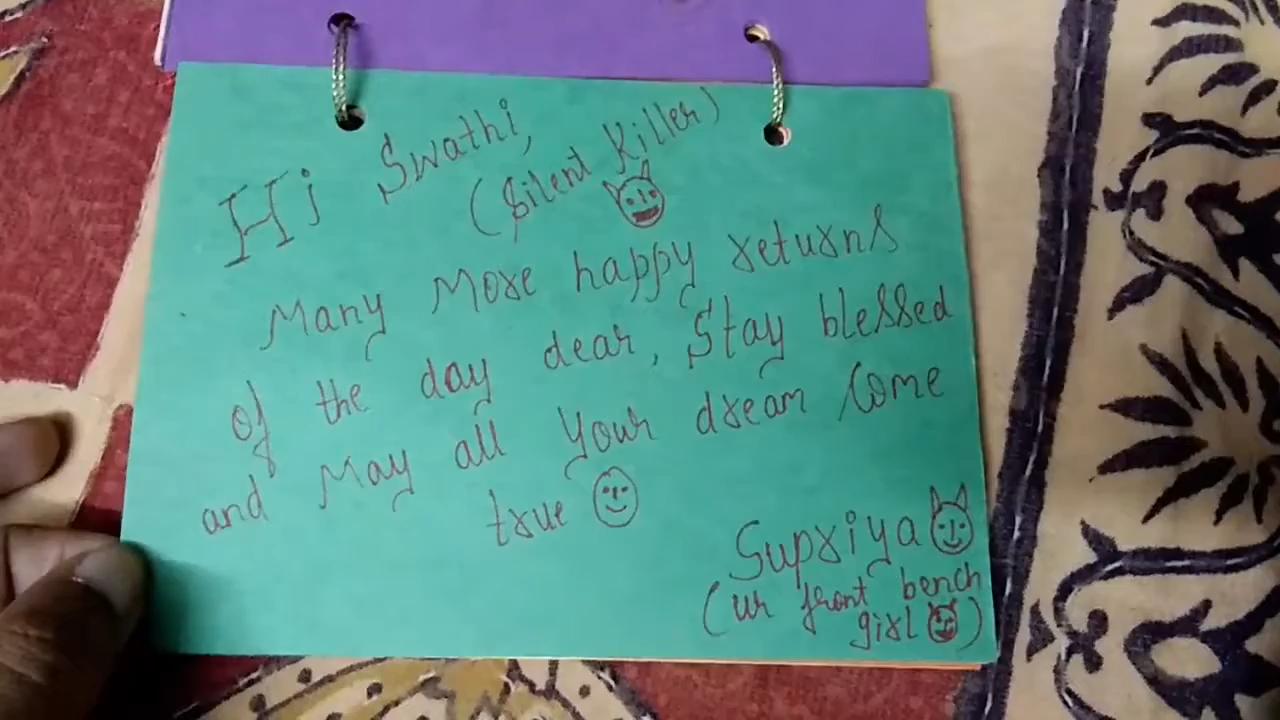 Hi Swathi,
(Silent Killer)
Many More happy returns
of the day dear, Stay blessed
and May all Your dream Come
true
Supriya
(ur front bench
girl)